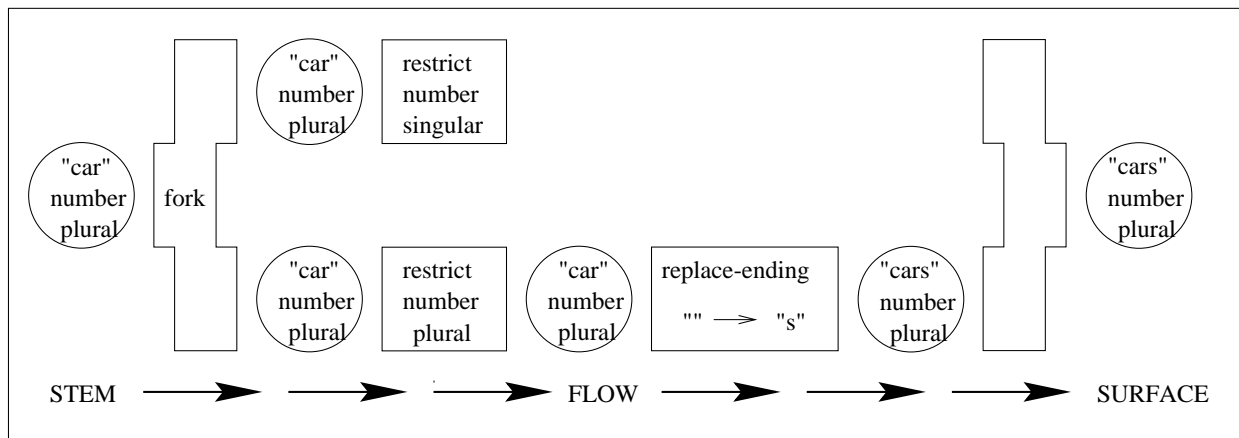 "car"
number
plural
fork
"car"
number
plural
restrict
number
singular
"car"
number
plural
restrict
number
plural
"car"
number
plural
replace-ending
"" → "s"
"cars"
number
plural
"cars"
number
plural
STEM
FLOW
SURFACE